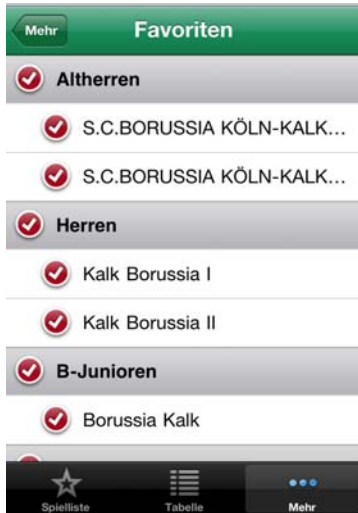 Mehr
Favoriten
Altherren
S.C.BORUSSIA KÖLN-KALK...
S.C.BORUSSIA KÖLN-KALK...
Herren
Kalk Borussia I
Kalk Borussia II
B-Junioren
Borussia Kalk
Spielliste
Tabelle
Mehr